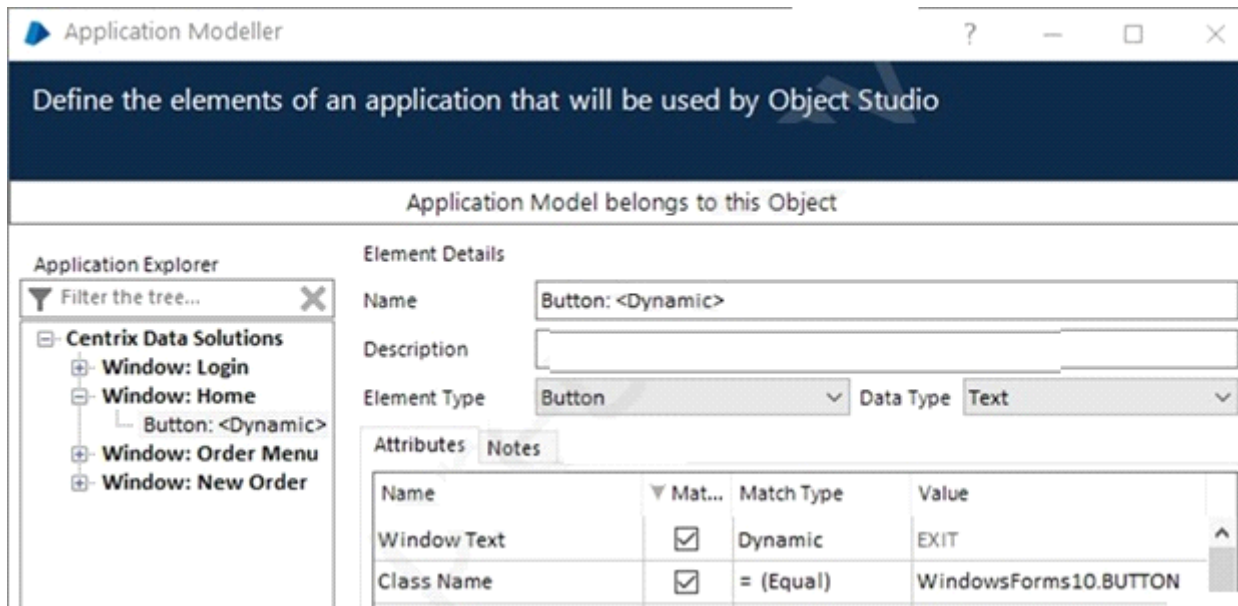 Application Modeller
?
Define the elements of an application that will be used by Object Studio
Application Model belongs to this Object
Application Explorer
Filter the tree...
Centrix Data Solutions
Window: Login
Window: Home
Button: <Dynamic>
Window: Order Menu
Window: New Order
Element Details
Name Button: <Dynamic>
Description
Element Type Button Data Type Text
Attributes Notes
Name Mat... Match Type Value
Window Text Dynamic EXIT
Class Name = (Equal) WindowsForms10.BUTTON